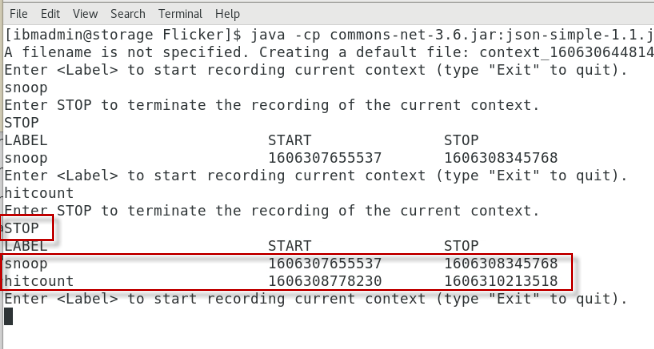 File Edit View Search Terminal Help
[ibmadmin@storage Flicker]$ java -cp commons-net-3.6.jar:json-simple-1.1.j
A filename is not specified. Creating a default file: context_160630644814
Enter <Label> to start recording current context (type "Exit" to quit).
snoop
Enter STOP to terminate the recording of the current context.
STOP
LABEL START STOP
snoop 1606307655537 1606308345768
Enter <Label> to start recording current context (type "Exit" to quit).
hitcount
Enter STOP to terminate the recording of the current context.
STOP
LABEL START STOP
snoop 1606307655537 1606308345768
hitcount 1606308778230 1606310213518
Enter <Label> to start recording current context (type "Exit" to quit).